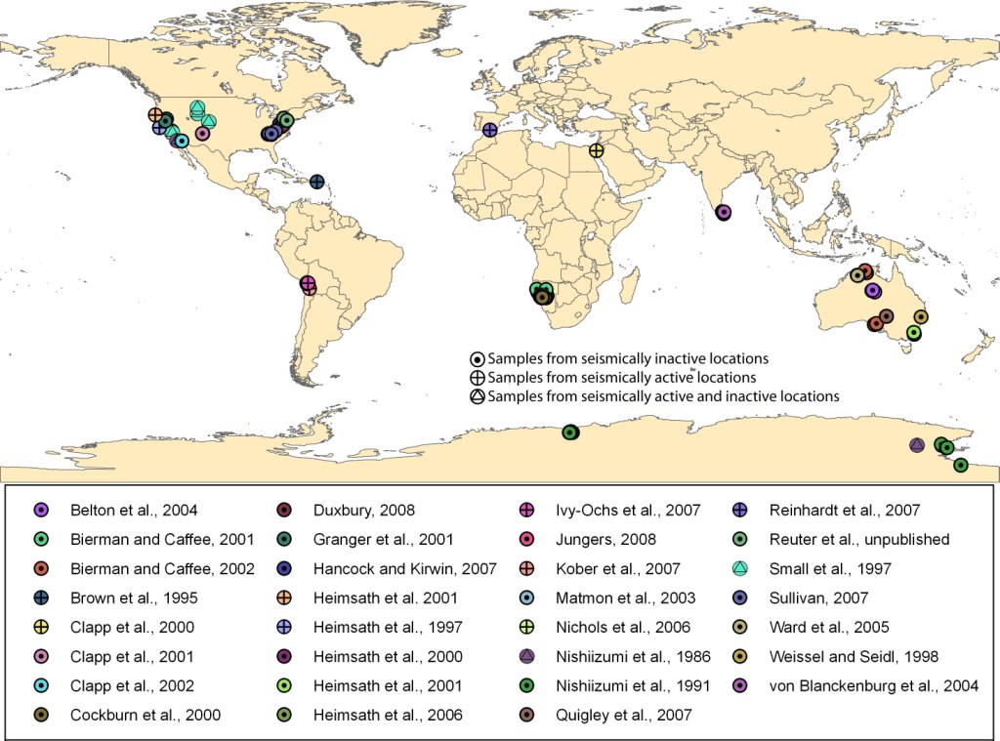 Samples from seismically inactive locations
Samples from seismically active locations
Samples from seismically active and inactive locations
Belton et al., 2004
Bierman and Caffee, 2001
Bierman and Caffee, 2002
Brown et al., 1995
Clapp et al., 2000
Clapp et al., 2001
Clapp et al., 2002
Cockburn et al., 2000
Duxbury, 2008
Granger et al., 2001
Hancock and Kirwin, 2007
Heimsath et al. 2001
Heimsath et al., 1997
Heimsath et al., 2000
Heimsath et al., 2001
Heimsath et al., 2006
Ivy-Ochs et al., 2007
Jungers, 2008
Kober et al., 2007
Matmon et al., 2003
Nichols et al., 2006
Nishiizumi et al., 1986
Nishiizumi et al., 1991
Quigley et al., 2007
Reinhardt et al., 2007
Reuter et al., unpublished
Small et al., 1997
Sullivan, 2007
Ward et al., 2005
Weissel and Seidl, 1998
von Blanckenburg et al., 2004